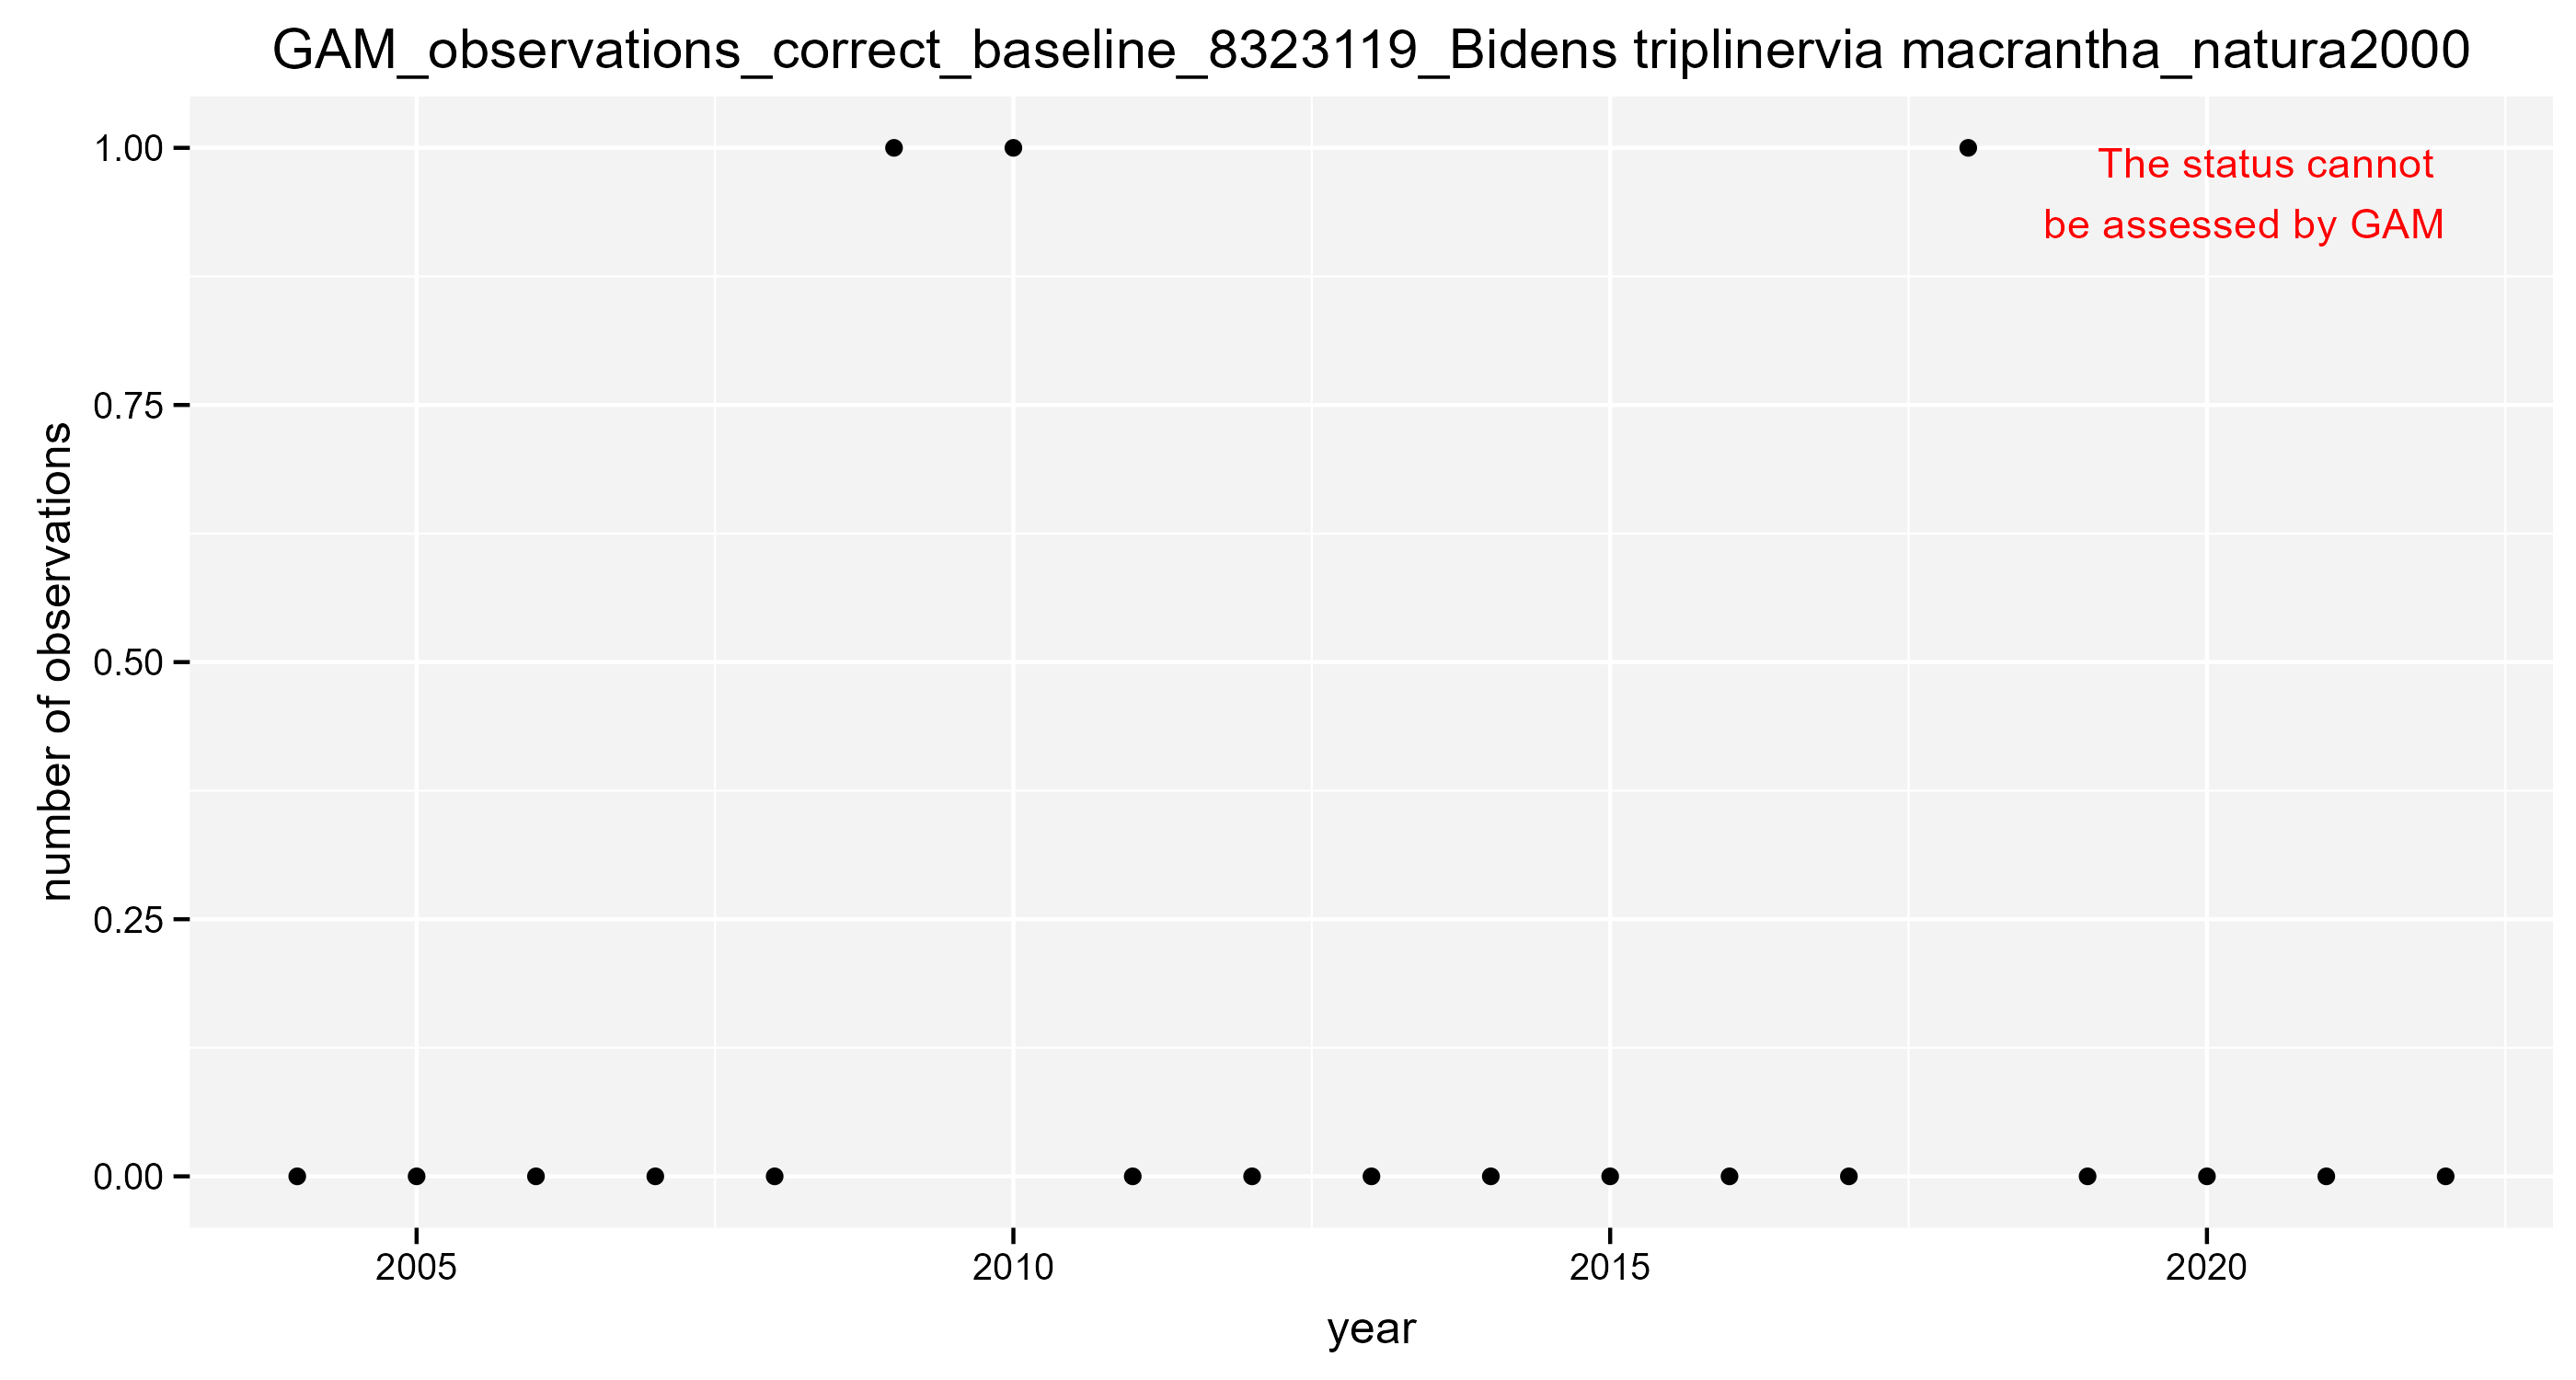 GAM_observations_correct_baseline_8323119_Bidens triplinervia macrantha_natura2000
The status cannot
be assessed by GAM
1.00
0.75
0.50
0.25
0.00
number of observations
2005 2010 2015 2020
year